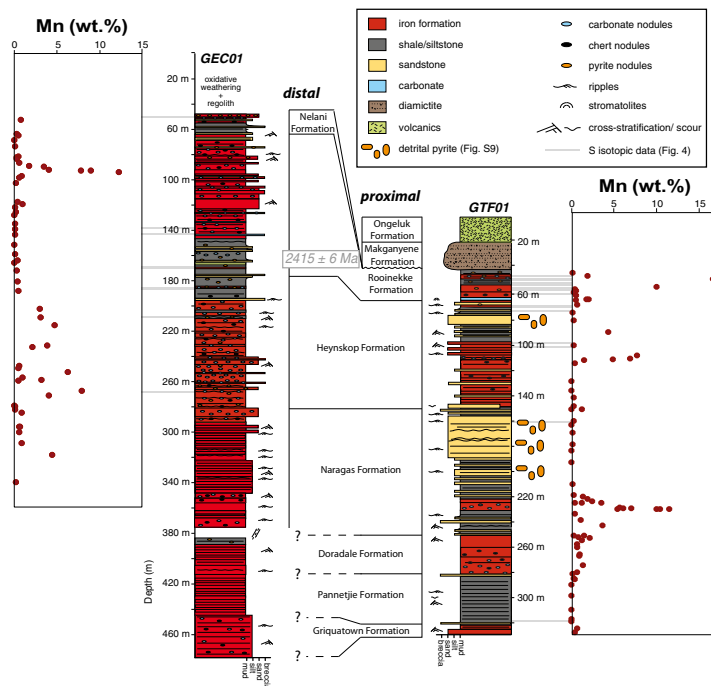 Mn (wt.%)
0
5
10
15
GEC01
20 m
oxidative
weathering
+
regolith
60 m
100 m
140 m
180 m
220 m
260 m
300 m
340 m
380 m
420 m
460 m
Depth (m)
mud
silt
sand
breccia
distal
Nelani
Formation
proximal
Ongeluk
Formation
Makganyene
Formation
2415 ± 6 Ma
Rooinekke
Formation
Heynskop Formation
Naragas Formation
?
Doradale Formation
?
Pannetjie Formation
?
Griquatown Formation
?
iron formation
shale/siltstone
sandstone
carbonate
diamictite
volcanics
detrital pyrite (Fig. S9)
carbonate nodules
chert nodules
pyrite nodules
ripples
stromatolites
cross-stratification/ scour
S isotopic data (Fig. 4)
GTF01
20 m
60 m
100 m
140 m
220 m
260 m
300 m
breccia
sand
silt
mud
Mn (wt.%)
0
5
10
15